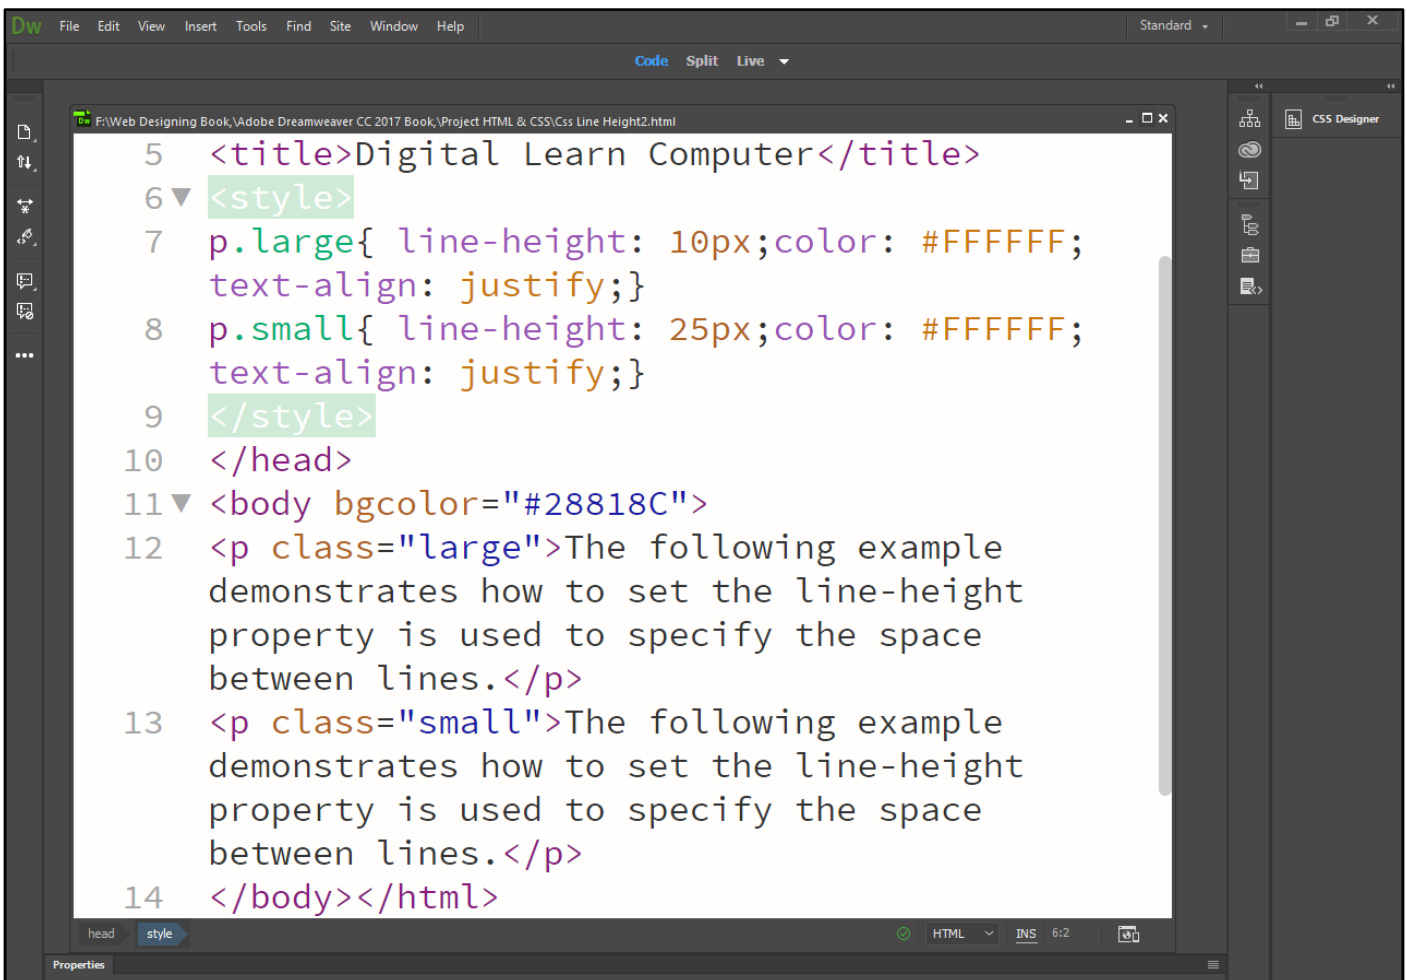 Dw File Edit View Insert Tools Find Site Window Help Standard
Code Split Live
Dw F:\Web Designing Book,\Adobe Dreamweaver CC 2017 Book,\Project HTML & CSS\Css Line Height2.html
CSS Designer
5 <title>Digital Learn Computer</title>
6 <style>
7 p.large{ line-height: 10px;color: #FFFFFF;
text-align: justify;}
8 p.small{ line-height: 25px;color: #FFFFFF;
text-align: justify;}
9 </style>
10 </head>
11 <body bgcolor="#28818C">
12 <p class="large">The following example
demonstrates how to set the line-height
property is used to specify the space
between lines.</p>
13 <p class="small">The following example
demonstrates how to set the line-height
property is used to specify the space
between lines.</p>
14 </body></html>
head style HTML INS 6:2
Properties